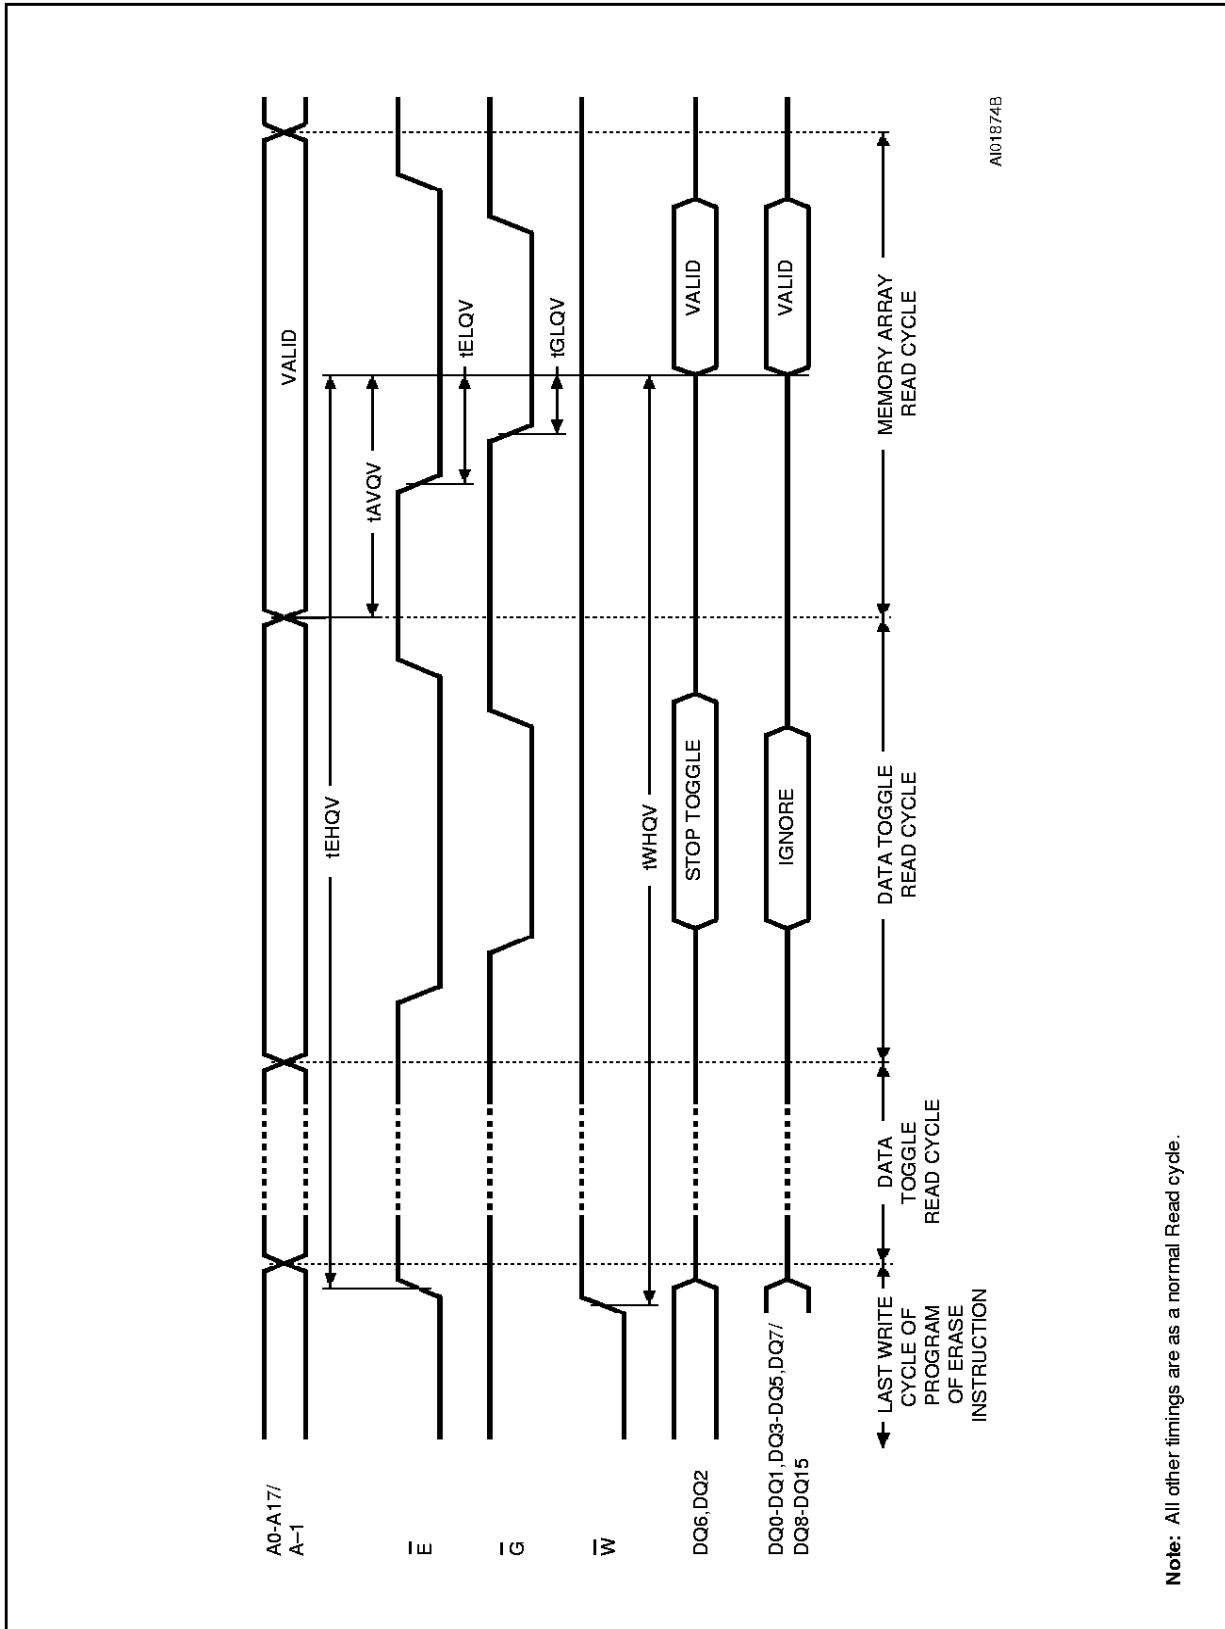 A0-A17/
A–1
VALID
tEHQV
tAVQV
E
tELQV
G
tGLQV
W
tWHQV
DQ6,DQ2
STOP TOGGLE
VALID
DQ0-DQ1,DQ3-DQ5,DQ7/
DQ8-DQ15
IGNORE
VALID
LAST WRITE
CYCLE OF
PROGRAM
OF ERASE
INSTRUCTION
DATA
TOGGLE
READ CYCLE
DATA TOGGLE
READ CYCLE
MEMORY ARRAY
READ CYCLE
AI01874B
Note: All other timings are as a normal Read cycle.